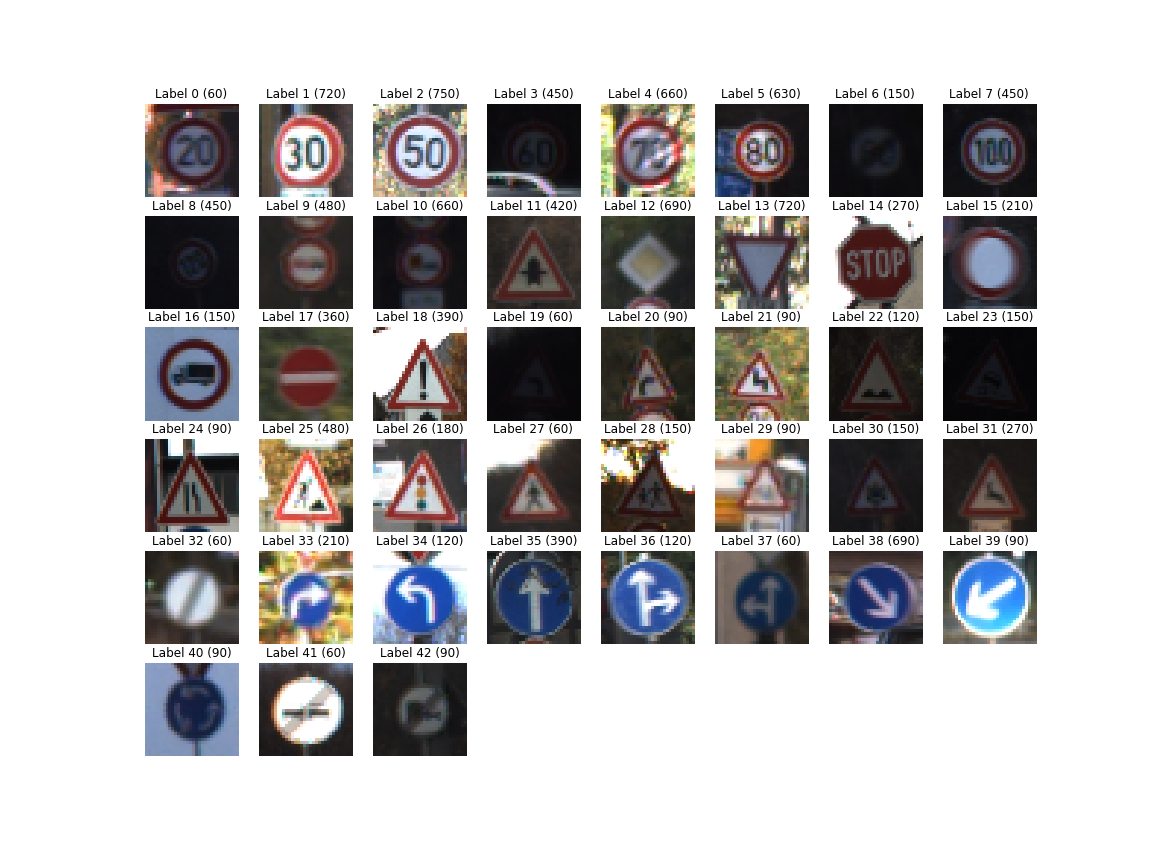 Label 0 (60) Label 1 (720) Label 2 (750) Label 3 (450) Label 4 (660) Label 5 (630) Label 6 (150) Label 7 (450)
20 30 50 60 70 80 100
Label 8 (450) Label 9 (480) Label 10 (660) Label 11 (420) Label 12 (690) Label 13 (720) Label 14 (270) Label 15 (210)
STOP
Label 16 (150) Label 17 (360) Label 18 (390) Label 19 (60) Label 20 (90) Label 21 (90) Label 22 (120) Label 23 (150)
Label 24 (90) Label 25 (480) Label 26 (180) Label 27 (60) Label 28 (150) Label 29 (90) Label 30 (150) Label 31 (270)
Label 32 (60) Label 33 (210) Label 34 (120) Label 35 (390) Label 36 (120) Label 37 (60) Label 38 (690) Label 39 (90)
Label 40 (90) Label 41 (60) Label 42 (90)